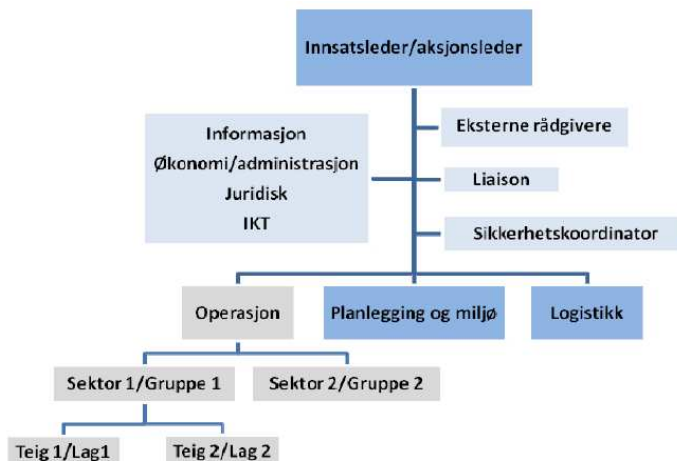 Innsatsleder/aksjonsleder
Informasjon
Økonomi/administrasjon
Juridisk
IKT
Eksterne rådgivere
Liaison
Sikkerhetskoordinator
Operasjon
Planlegging og miljø
Logistikk
Sektor 1/Gruppe 1
Sektor 2/Gruppe 2
Teig 1/Lag1
Teig 2/Lag 2